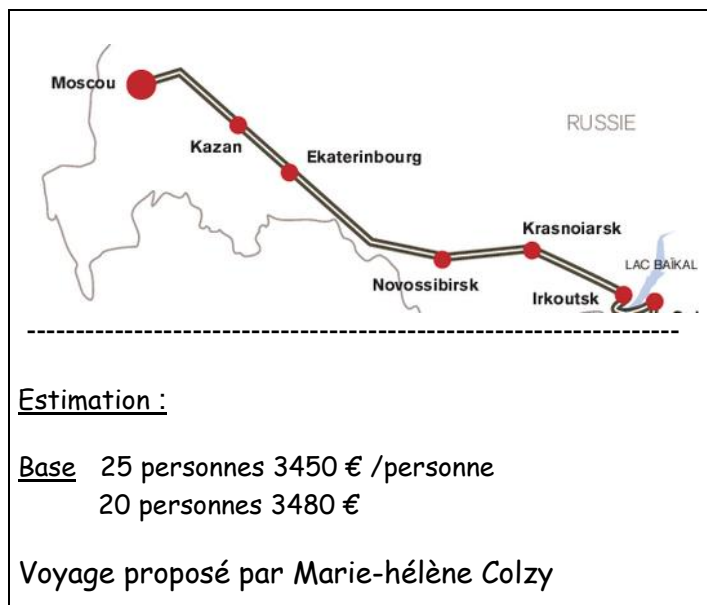 Moscou
RUSSIE
Kazan
Ekaterinbourg
Krasnoiarsk
LAC BAÏKAL
Novossibirsk
Irkoutsk
Estimation :
Base 25 personnes 3450 € /personne
20 personnes 3480 €
Voyage proposé par Marie-hélène Colzy